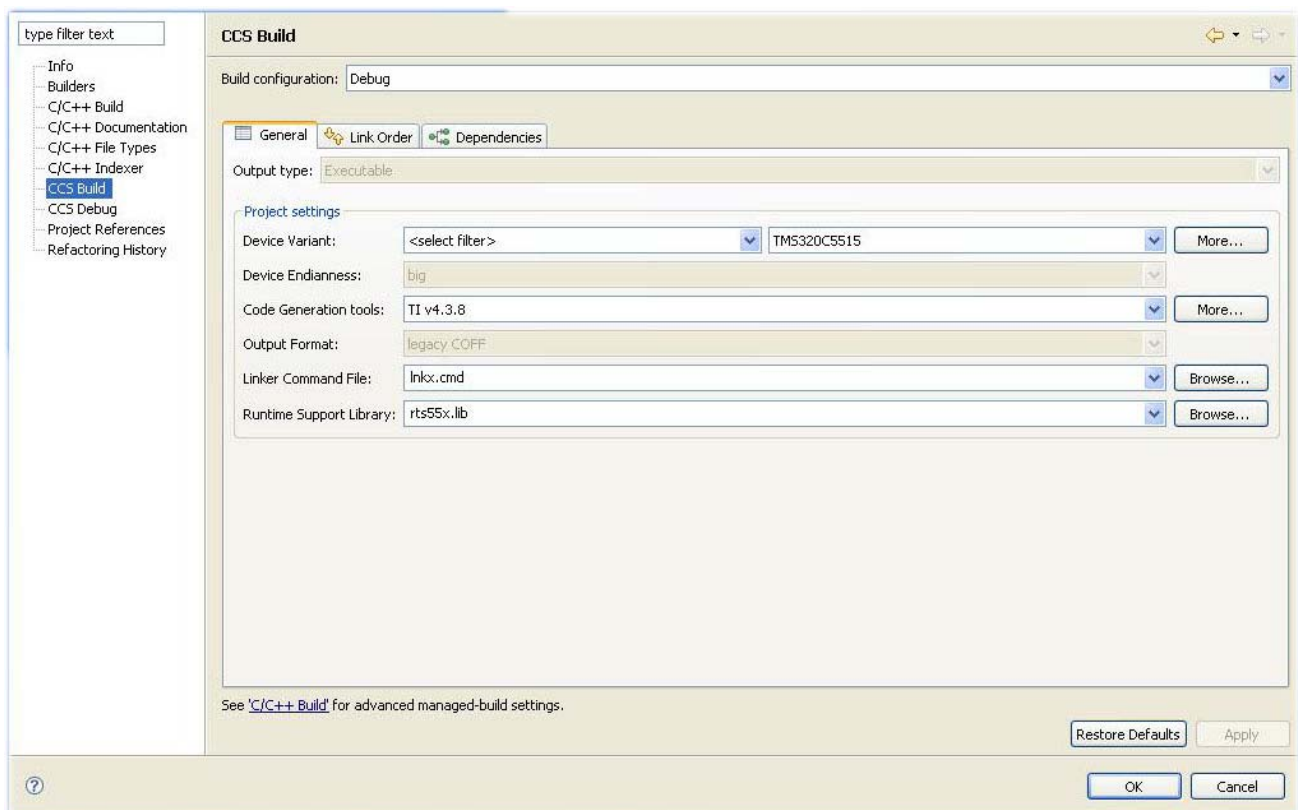 type filter text
Info
Builders
C/C++ Build
C/C++ Documentation
C/C++ File Types
C/C++ Indexer
CCS Build
CCS Debug
Project References
Refactoring History
CCS Build
Build configuration: Debug
General Link Order Dependencies
Output type: Executable
Project settings
Device Variant: <select filter> TMS320C5515 More...
Device Endianness: big
Code Generation tools: TI v4.3.8 More...
Output Format: legacy COFF
Linker Command File: lnkx.cmd Browse...
Runtime Support Library: rts55x.lib Browse...
See 'C/C++ Build' for advanced managed-build settings.
Restore Defaults Apply
? OK Cancel